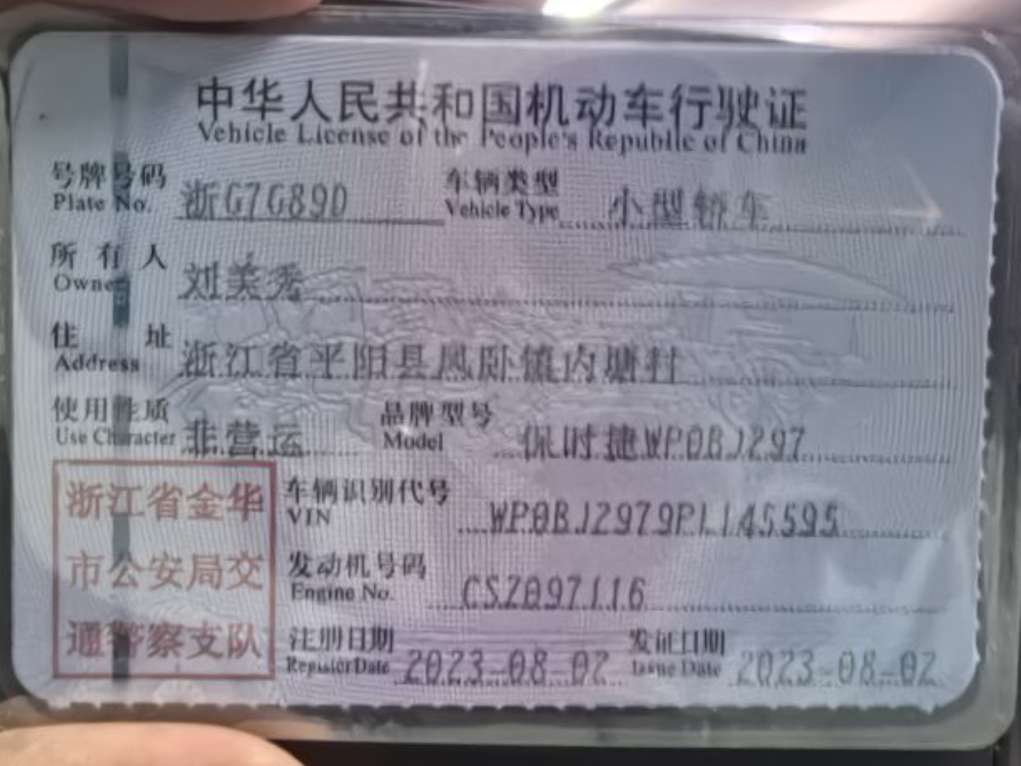 中华人民共和国机动车行驶证
Vehicle License of the People's Republic of China
号牌号码 浙G7G89D 车辆类型 小型轿车
Plate No. Vehicle Type
所有人 刘美秀
Owner
住址 浙江省平阳县凤卧镇内塘村
Address
使用性质 非营运 品牌型号 保时捷WP0BJ297
Use Character Model
浙江省金华
市公安局交
通警察支队
车辆识别代号 WP0BJ2979PL145595
VIN
发动机号码 CSZ097116
Engine No.
注册日期 2023-08-02 发证日期 2023-08-02
Register Date Issue Date